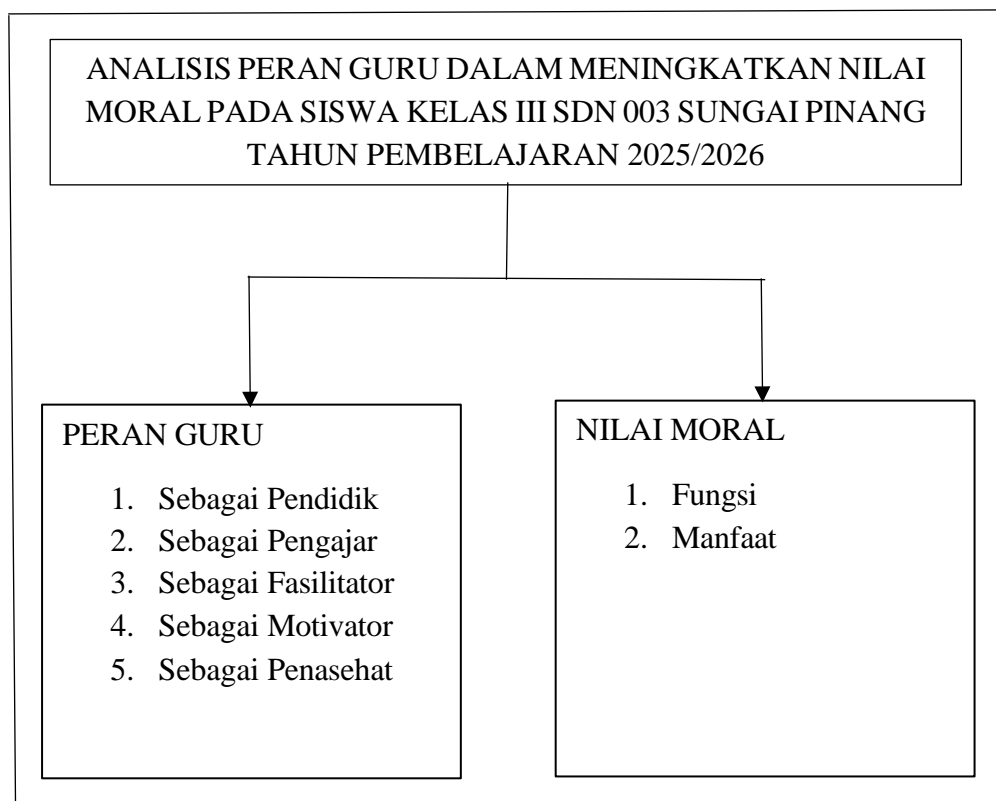 ANALISIS PERAN GURU DALAM MENINGKATKAN NILAI
MORAL PADA SISWA KELAS III SDN 003 SUNGAI PINANG
TAHUN PEMBELAJARAN 2025/2026
PERAN GURU
1. Sebagai Pendidik
2. Sebagai Pengajar
3. Sebagai Fasilitator
4. Sebagai Motivator
5. Sebagai Penasehat
NILAI MORAL
1. Fungsi
2. Manfaat